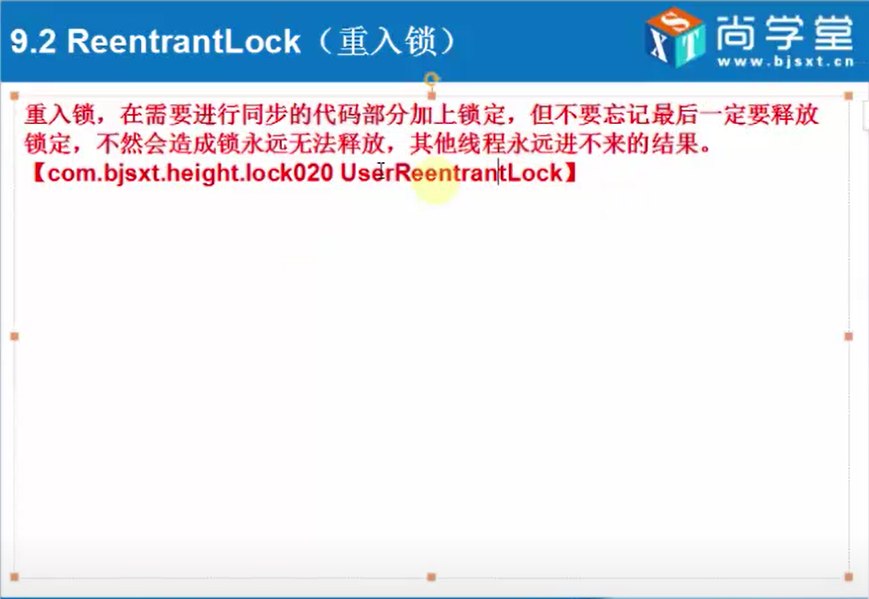 9.2 ReentrantLock（重入锁）
XST
尚学堂
www.bjsxt.cn
重入锁，在需要进行同步的代码部分加上锁定，但不要忘记最后一定要释放
锁定，不然会造成锁永远无法释放，其他线程永远进不来的结果。
【com.bjsxt.height.lock020 UserReentrantLock】